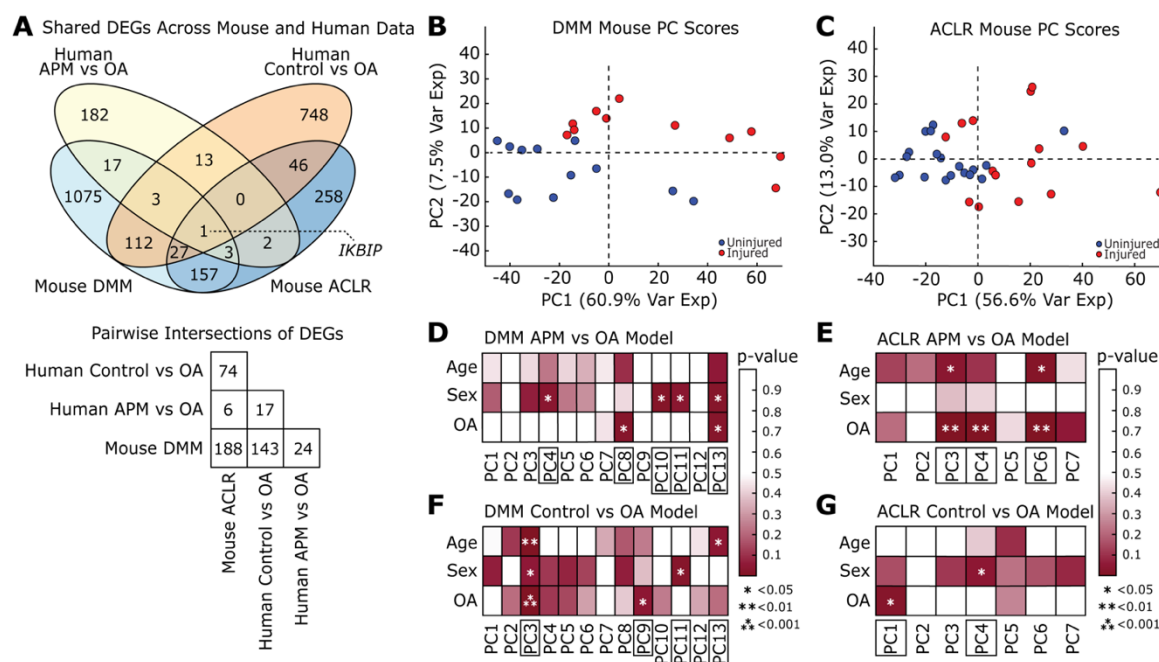 A Shared DEGs Across Mouse and Human Data
Human
APM vs OA
Human
Control vs OA
182
748
17
13
46
1075
3
0
258
112
27
1
3
2
IKBIP
157
Mouse DMM
Mouse ACLR
Pairwise Intersections of DEGs
Human Control vs OA 74
Human APM vs OA 6 17
Mouse DMM 188 143 24
Mouse ACLR
Human Control vs OA
Human APM vs OA
B DMM Mouse PC Scores
PC2 (7.5% Var Exp)
40
30
20
10
0
-10
-20
-30
-40
Uninjured
Injured
-40 -20 0 20 40 60
PC1 (60.9% Var Exp)
C ACLR Mouse PC Scores
PC2 (13.0% Var Exp)
40
30
20
10
0
-10
-20
-30
Uninjured
Injured
-40 -20 0 20 40 60
PC1 (56.6% Var Exp)
D DMM APM vs OA Model
Age
Sex * * * *
OA * *
PC1 PC2 PC3 PC4 PC5 PC6 PC7 PC8 PC9 PC10 PC11 PC12 PC13
p-value
0.9
0.8
0.7
0.6
0.5
0.4
0.3
0.2
0.1
E ACLR APM vs OA Model
Age * *
Sex
OA ** ** **
PC1 PC2 PC3 PC4 PC5 PC6 PC7
p-value
0.9
0.8
0.7
0.6
0.5
0.4
0.3
0.2
0.1
F DMM Control vs OA Model
Age ** *
Sex * *
OA *** *
PC1 PC2 PC3 PC4 PC5 PC6 PC7 PC8 PC9 PC10 PC11 PC12 PC13
* <0.05
** <0.01
*** <0.001
G ACLR Control vs OA Model
Age
Sex *
OA *
PC1 PC2 PC3 PC4 PC5 PC6 PC7
* <0.05
** <0.01
*** <0.001